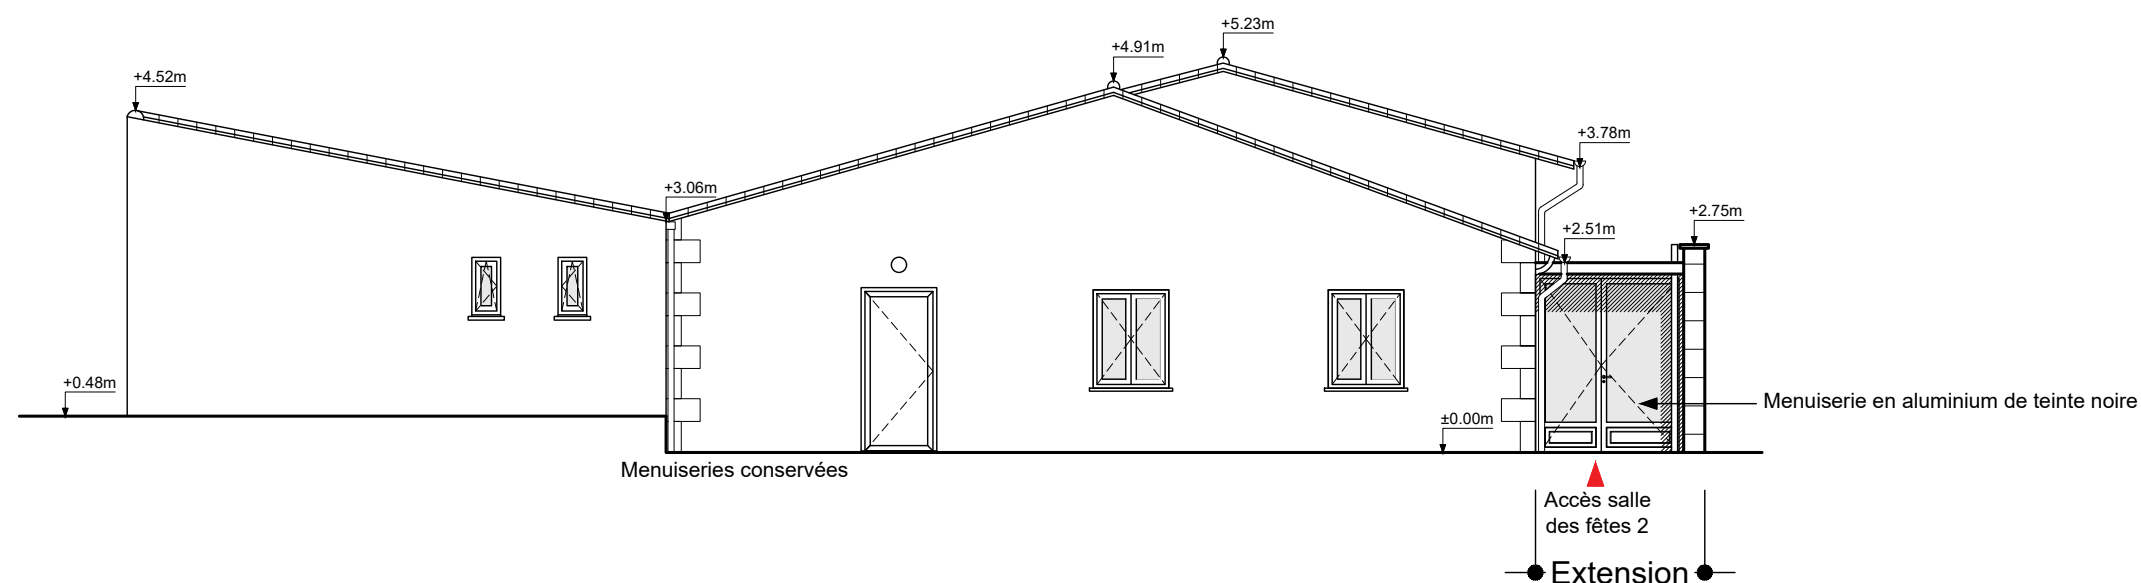 +5.23m
+4.91m
+4.52m
+3.78m
+3.06m
+2.75m
+2.51m
+0.48m
Menuiserie en aluminium de teinte noire
±0.00m
Menuiseries conservées
Accès salle
des fêtes 2
Extension